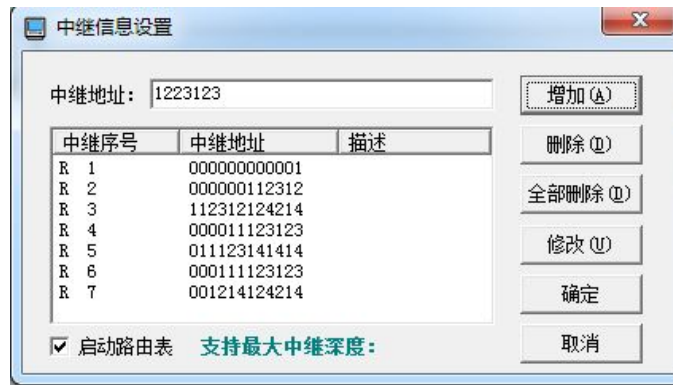 中继信息设置
中继地址： 1223123
增加(A)
中继序号 中继地址 描述
删除(D)
R 1 000000000001
R 2 000000112312
全部删除(D)
R 3 112312124214
R 4 000011123123
修改(U)
R 5 011123141414
R 6 000111123123
R 7 001214124214
确定
启动路由表 支持最大中继深度：
取消